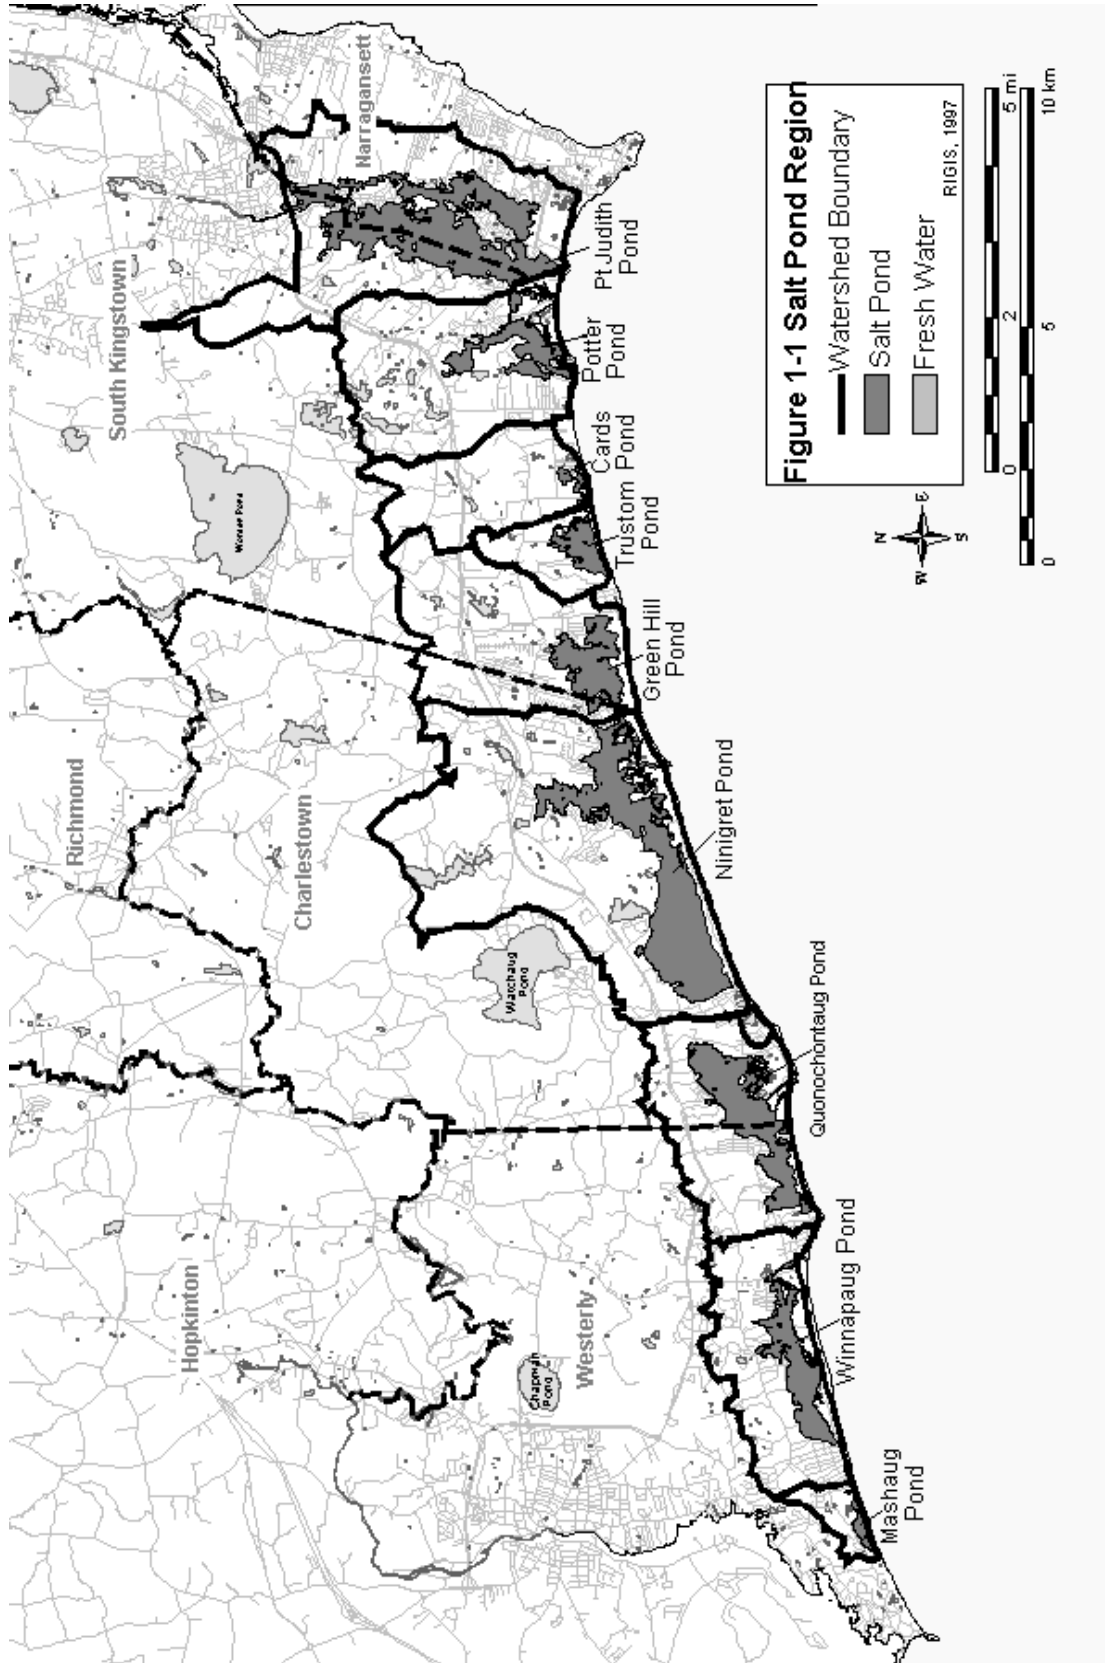 Figure 1-1 Salt Pond Region
Watershed Boundary
Salt Pond
Fresh Water
RIGIS, 1997
0 2 5 mi
0 5 10 km
N
W E
S
Hopkinton
Richmond
South Kingstown
Charlestown
Narragansett
Westerly
Worden Pond
Watchaug
Pond
Chapman
Pond
Mashaug
Pond
Winnapaug Pond
Quonochontaug Pond
Ninigret Pond
Green Hill
Pond
Trustom
Pond
Cards
Pond
Potter
Pond
Pt Judith
Pond